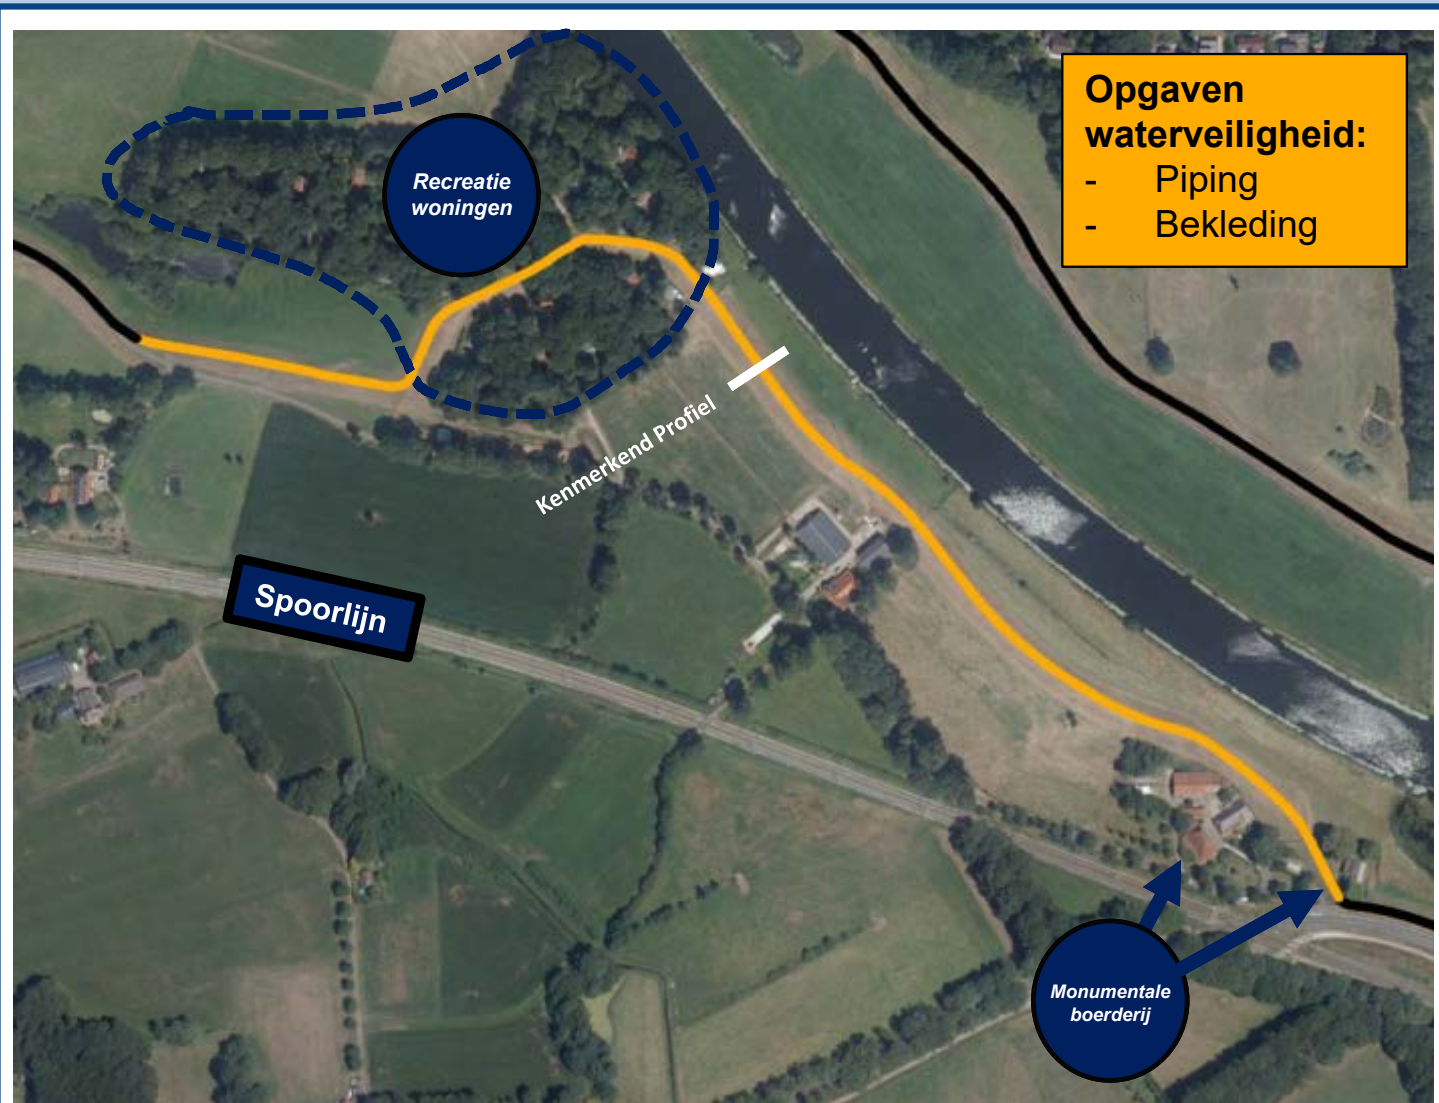 Opgaven
waterveiligheid:
- Piping
- Bekleding
Recreatie
woningen
Kenmerkend Profiel
Spoorlijn
Monumentale
boerderij